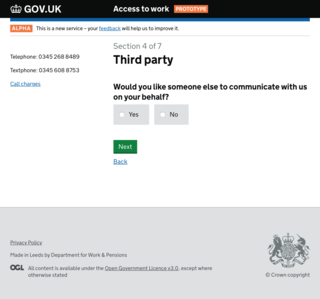 GOV.UK
Access to work PROTOTYPE
ALPHA This is a new service – your feedback will help us to improve it.
Telephone: 0345 268 8489
Textphone: 0345 608 8753
Call charges
Section 4 of 7
Third party
Would you like someone else to communicate with us
on your behalf?
Yes
No
Next
Back
Privacy Policy
Made in Leeds by Department for Work & Pensions
OGL All content is available under the Open Government Licence v3.0, except where
otherwise stated
© Crown copyright